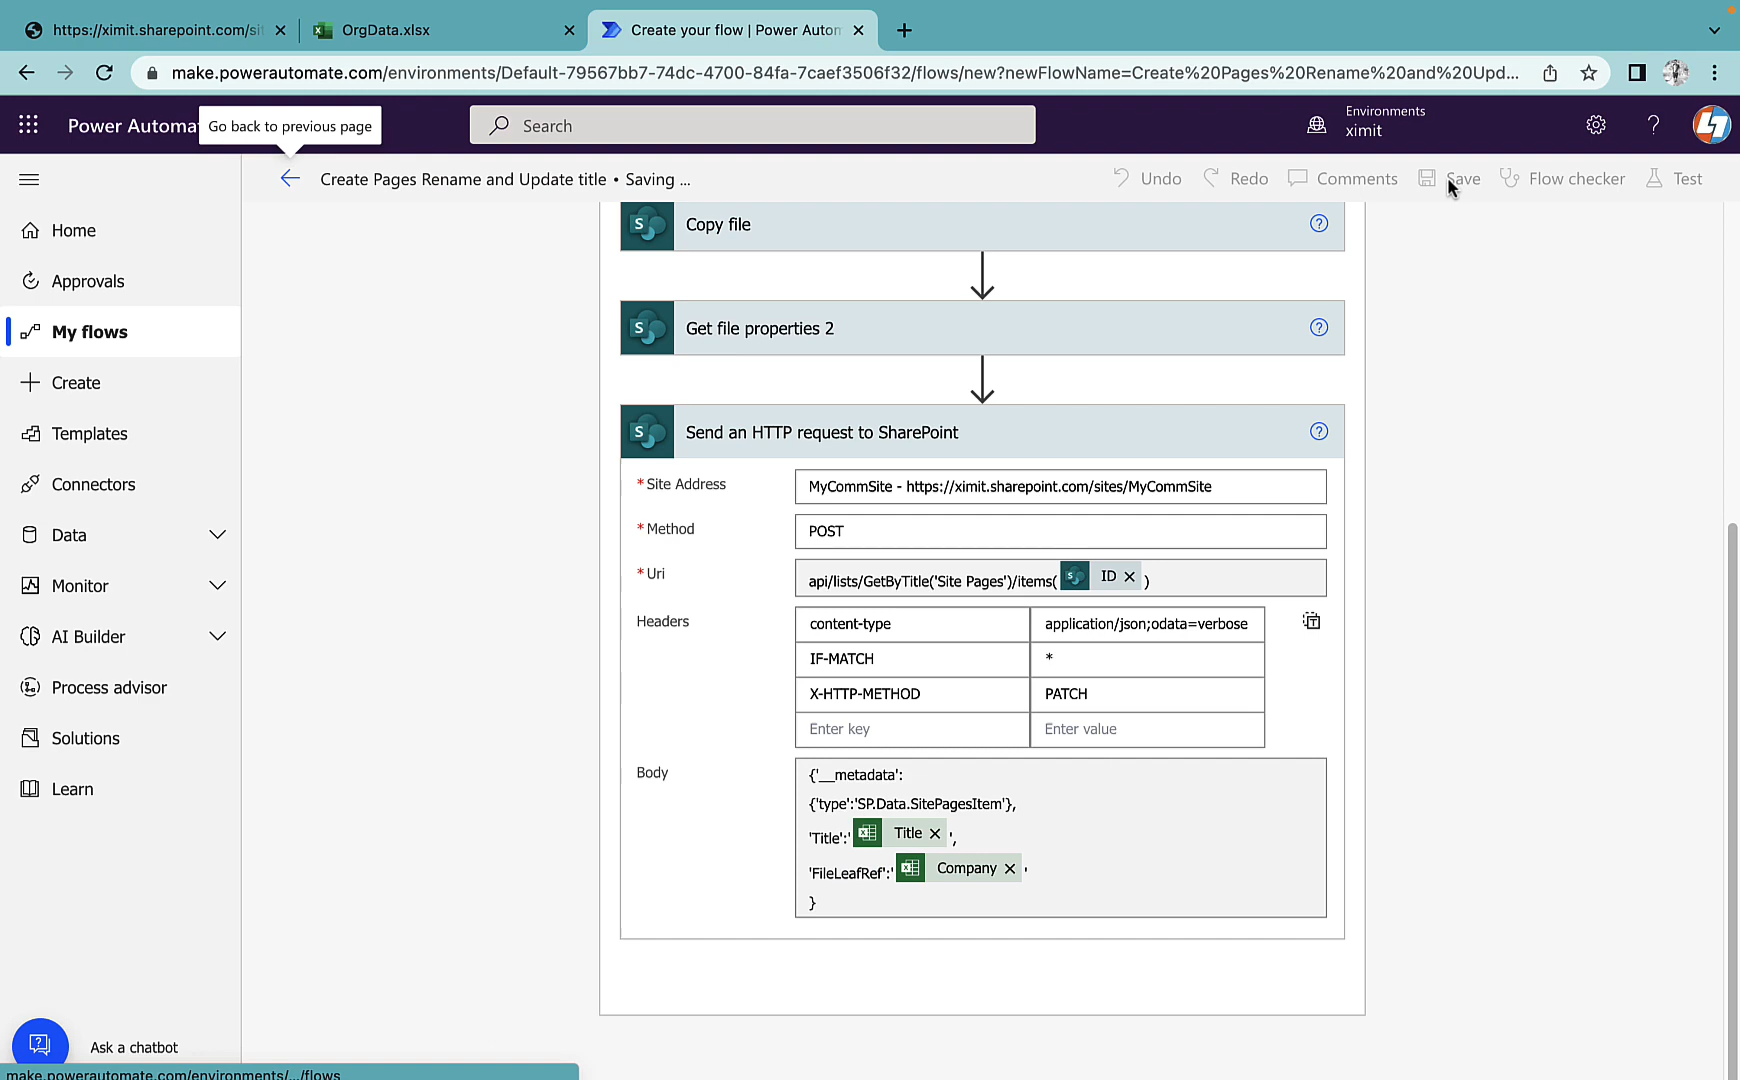 https://ximit.sharepoint.com/sit
OrgData.xlsx
Create your flow | Power Autom
make.powerautomate.com/environments/Default-79567bb7-74dc-4700-84fa-7caef3506f32/flows/new?newFlowName=Create%20Pages%20Rename%20and%20Upd...
Power Automa
Go back to previous page
Search
Environments
ximit
Create Pages Rename and Update title • Saving ...
Undo
Redo
Comments
Save
Flow checker
Test
Home
Approvals
My flows
Create
Templates
Connectors
Data
Monitor
AI Builder
Process advisor
Solutions
Learn
Ask a chatbot
make.powerautomate.com/environments/.../flows
Copy file
Get file properties 2
Send an HTTP request to SharePoint
*Site Address
MyCommSite - https://ximit.sharepoint.com/sites/MyCommSite
*Method
POST
*Uri
api/lists/GetByTitle('Site Pages')/items( ID )
Headers
content-type application/json;odata=verbose
IF-MATCH *
X-HTTP-METHOD PATCH
Enter key Enter value
Body
{'__metadata':
{'type':'SP.Data.SitePagesItem'},
'Title':' Title ',
'FileLeafRef':' Company '
}